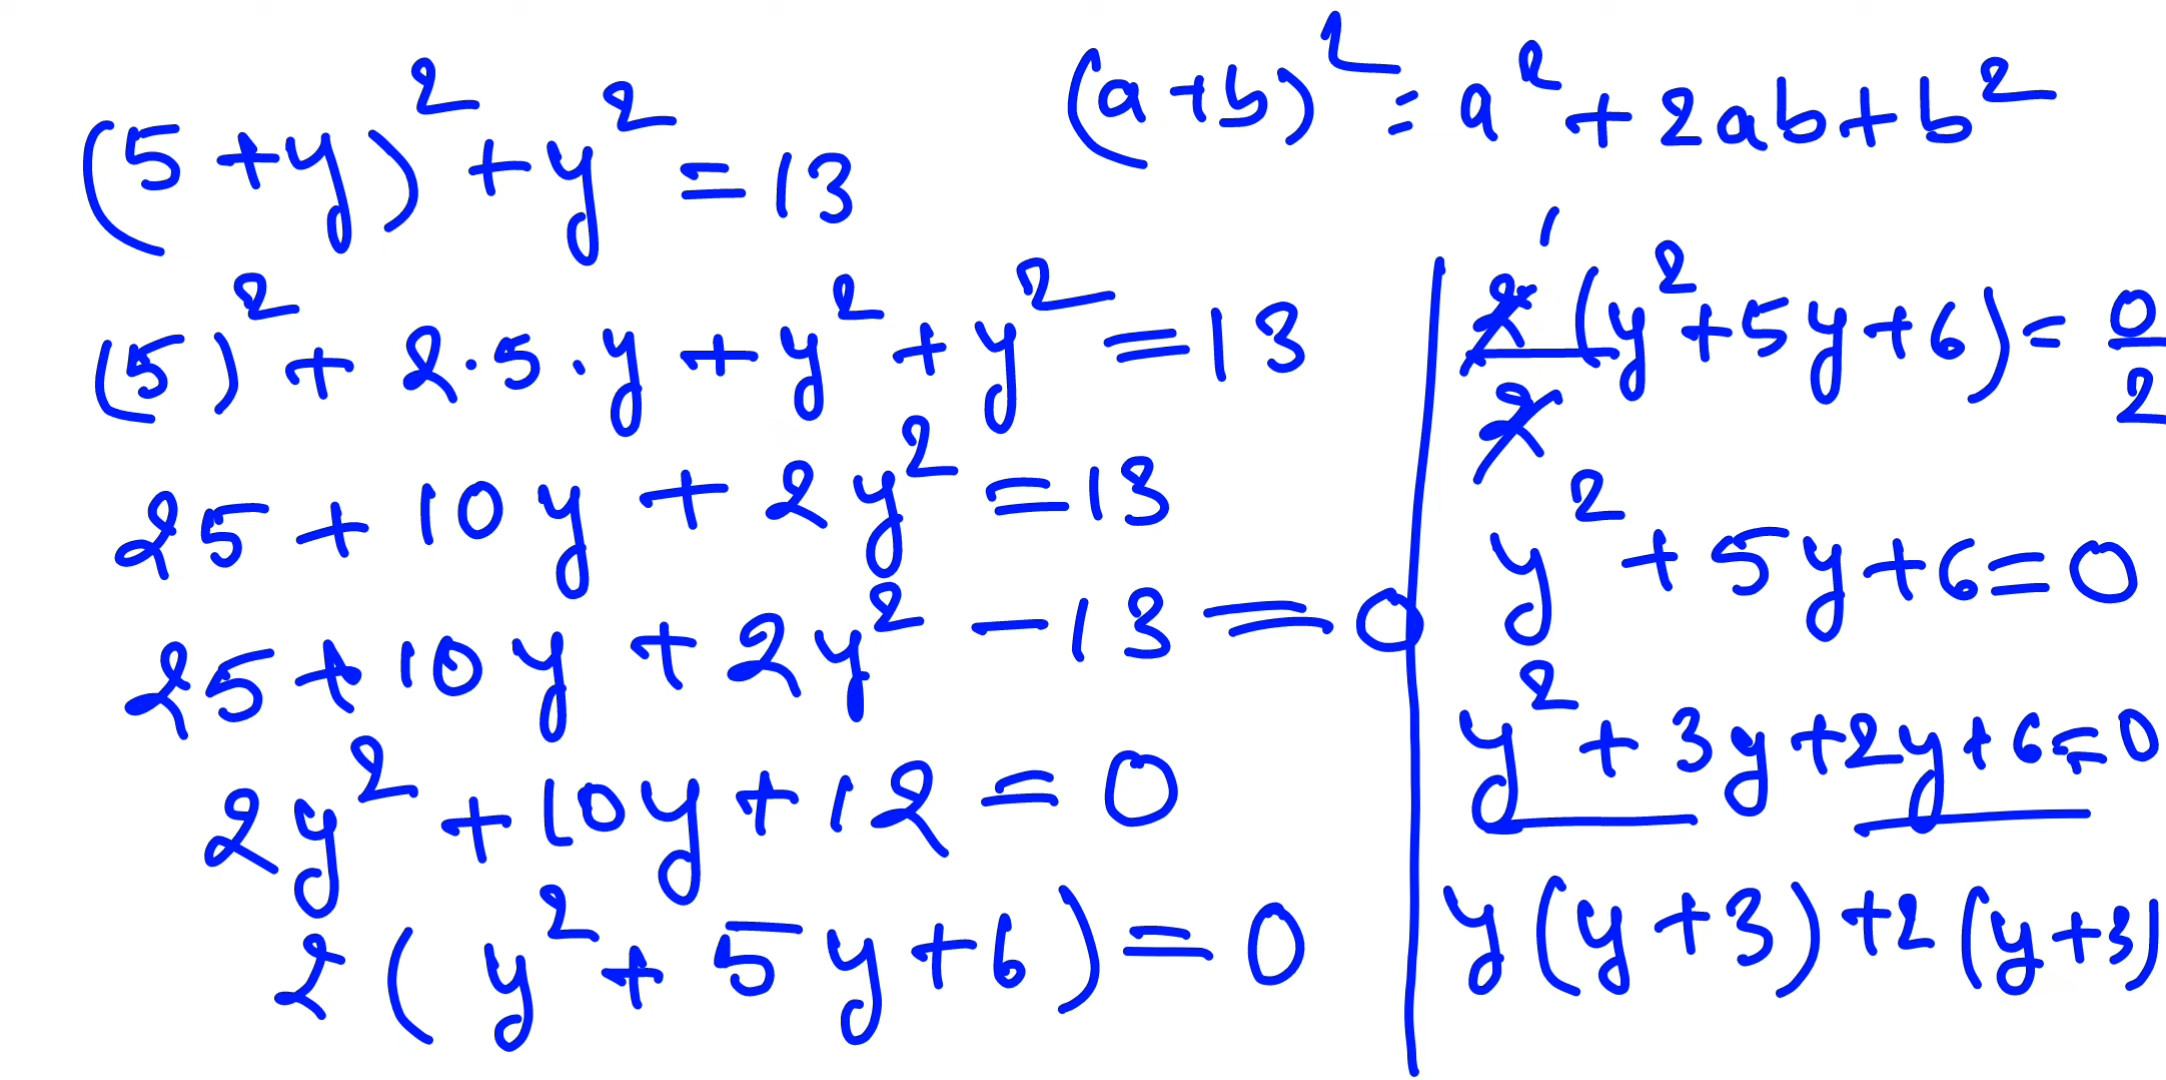 (5+y)² + y² = 13
(5)² + 2·5·y + y² + y² = 13
25 + 10y + 2y² = 13
25 + 10y + 2y² − 13 = 0
2y² + 10y + 12 = 0
2(y² + 5y + 6) = 0
(a+b)² = a² + 2ab + b²
1
2/2 (y² + 5y + 6) = 0/2
y² + 5y + 6 = 0
y² + 3y + 2y + 6 = 0
y(y+3) + 2(y+3)